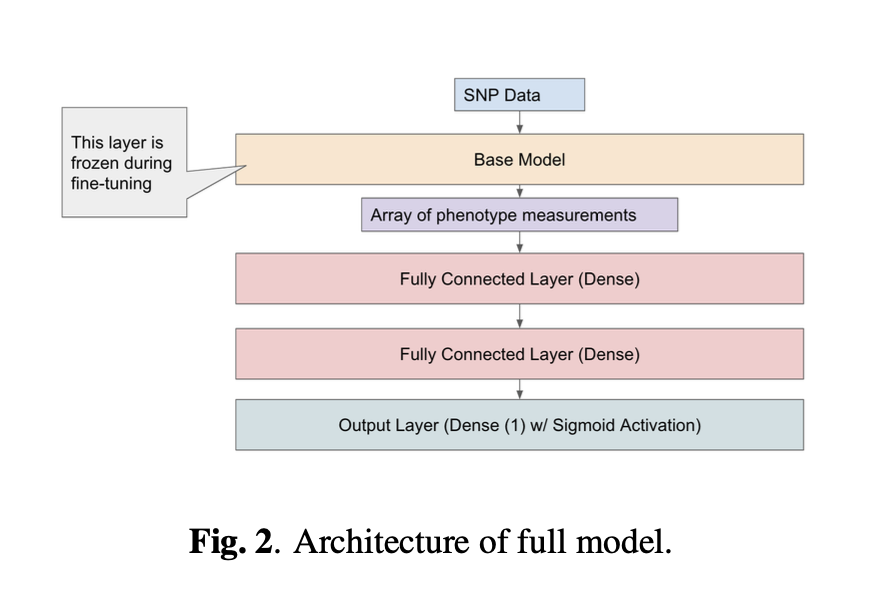 SNP Data
This layer is
frozen during
fine-tuning
Base Model
Array of phenotype measurements
Fully Connected Layer (Dense)
Fully Connected Layer (Dense)
Output Layer (Dense (1) w/ Sigmoid Activation)
Fig. 2. Architecture of full model.